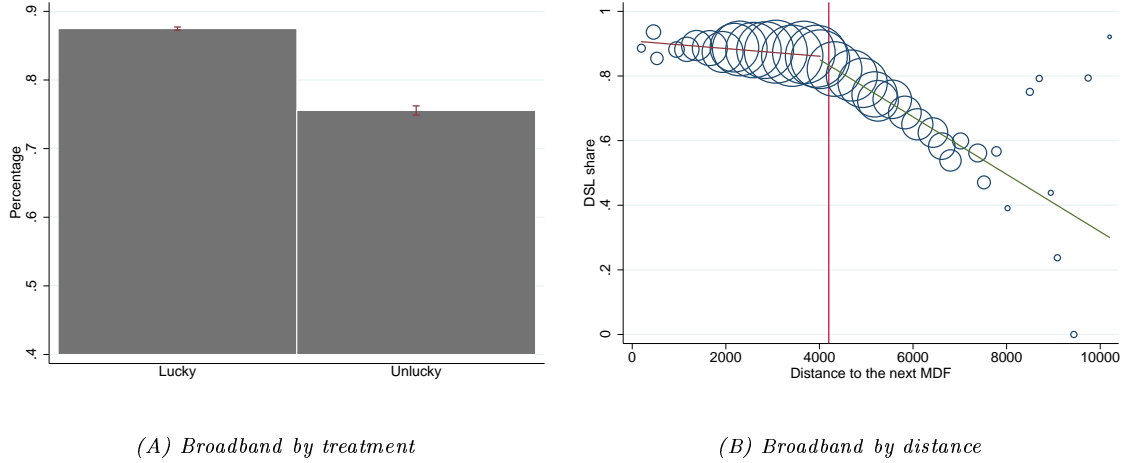 .9
.8
.7
.6
.5
.4
Percentage
Lucky Unlucky
(A) Broadband by treatment
1
.8
.6
.4
.2
0
DSL share
0 2000 4000 6000 8000 10000
Distance to the next MDF
(B) Broadband by distance